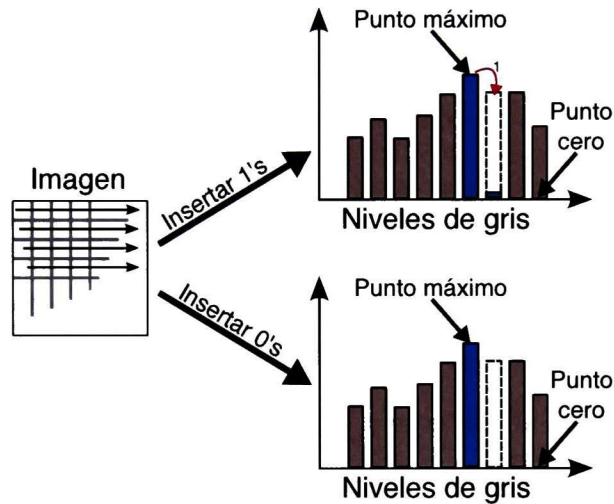 Imagen
Insertar 1's
Insertar 0's
Punto máximo
1
Punto
cero
Niveles de gris
Punto máximo
Punto
cero
Niveles de gris